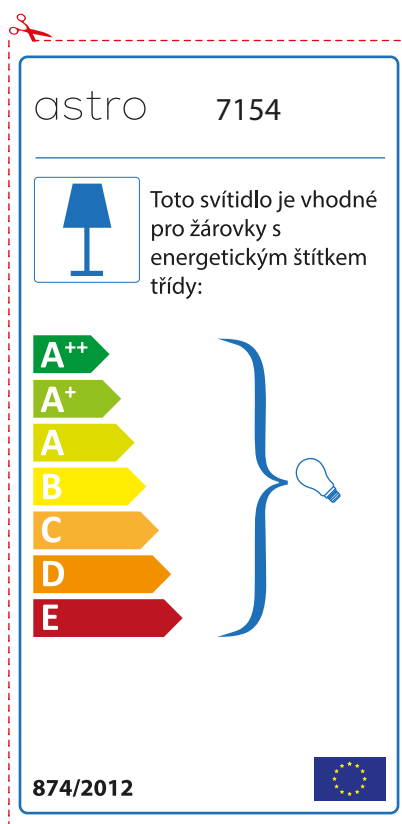 astro 7154
Toto svítidlo je vhodné
pro žárovky s
energetickým štítkem
třídy:
A++
A+
A
B
C
D
E
874/2012